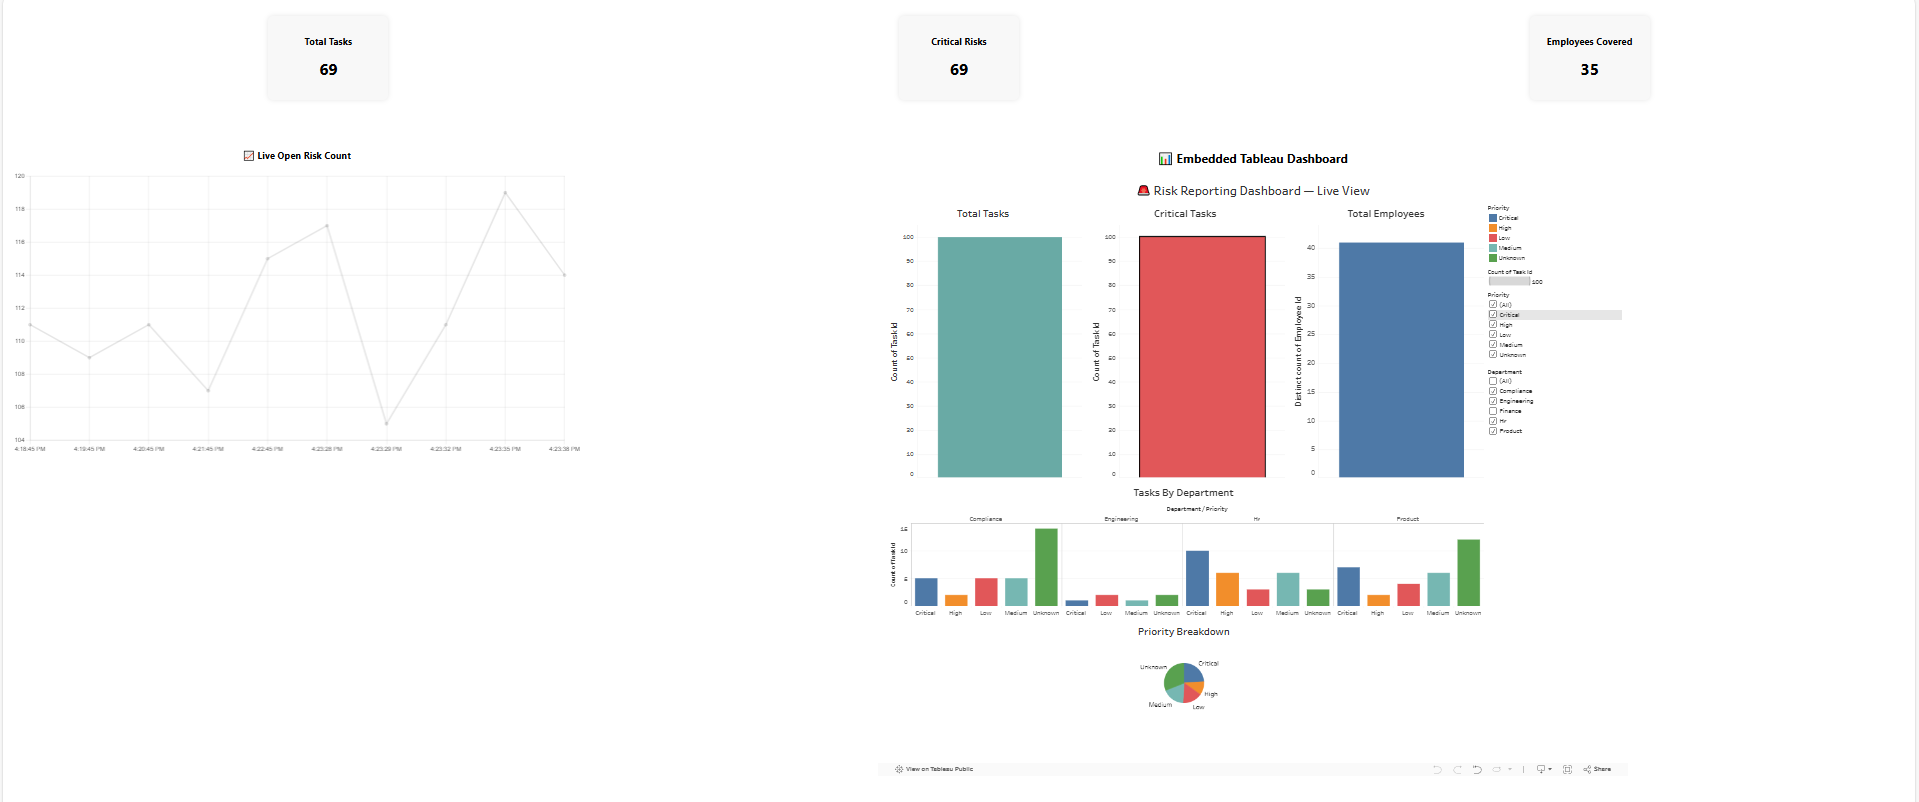 Total Tasks
69
Critical Risks
69
Employees Covered
35
Live Open Risk Count
120
118
116
114
112
110
108
106
104
4:18:45 PM 4:19:45 PM 4:20:45 PM 4:21:45 PM 4:22:45 PM 4:23:28 PM 4:23:29 PM 4:23:32 PM 4:23:35 PM 4:23:38 PM
Embedded Tableau Dashboard
Risk Reporting Dashboard — Live View
Total Tasks
Count of Task Id
100
90
80
70
60
50
40
30
20
10
0
Critical Tasks
Count of Task Id
100
90
80
70
60
50
40
30
20
10
0
Total Employees
Distinct count of Employee Id
40
35
30
25
20
15
10
5
0
Priority
Critical
High
Low
Medium
Unknown
Count of Task Id
100
Priority
(All)
Critical
High
Low
Medium
Unknown
Department
(All)
Compliance
Engineering
Finance
Hr
Product
Tasks By Department
Department / Priority
Compliance Engineering Hr Product
Count of Task Id
15
10
5
0
Critical High Low Medium Unknown Critical Low Medium Unknown Critical High Low Medium Unknown Critical High Low Medium Unknown
Priority Breakdown
Unknown Critical
High
Medium Low
View on Tableau Public
Share